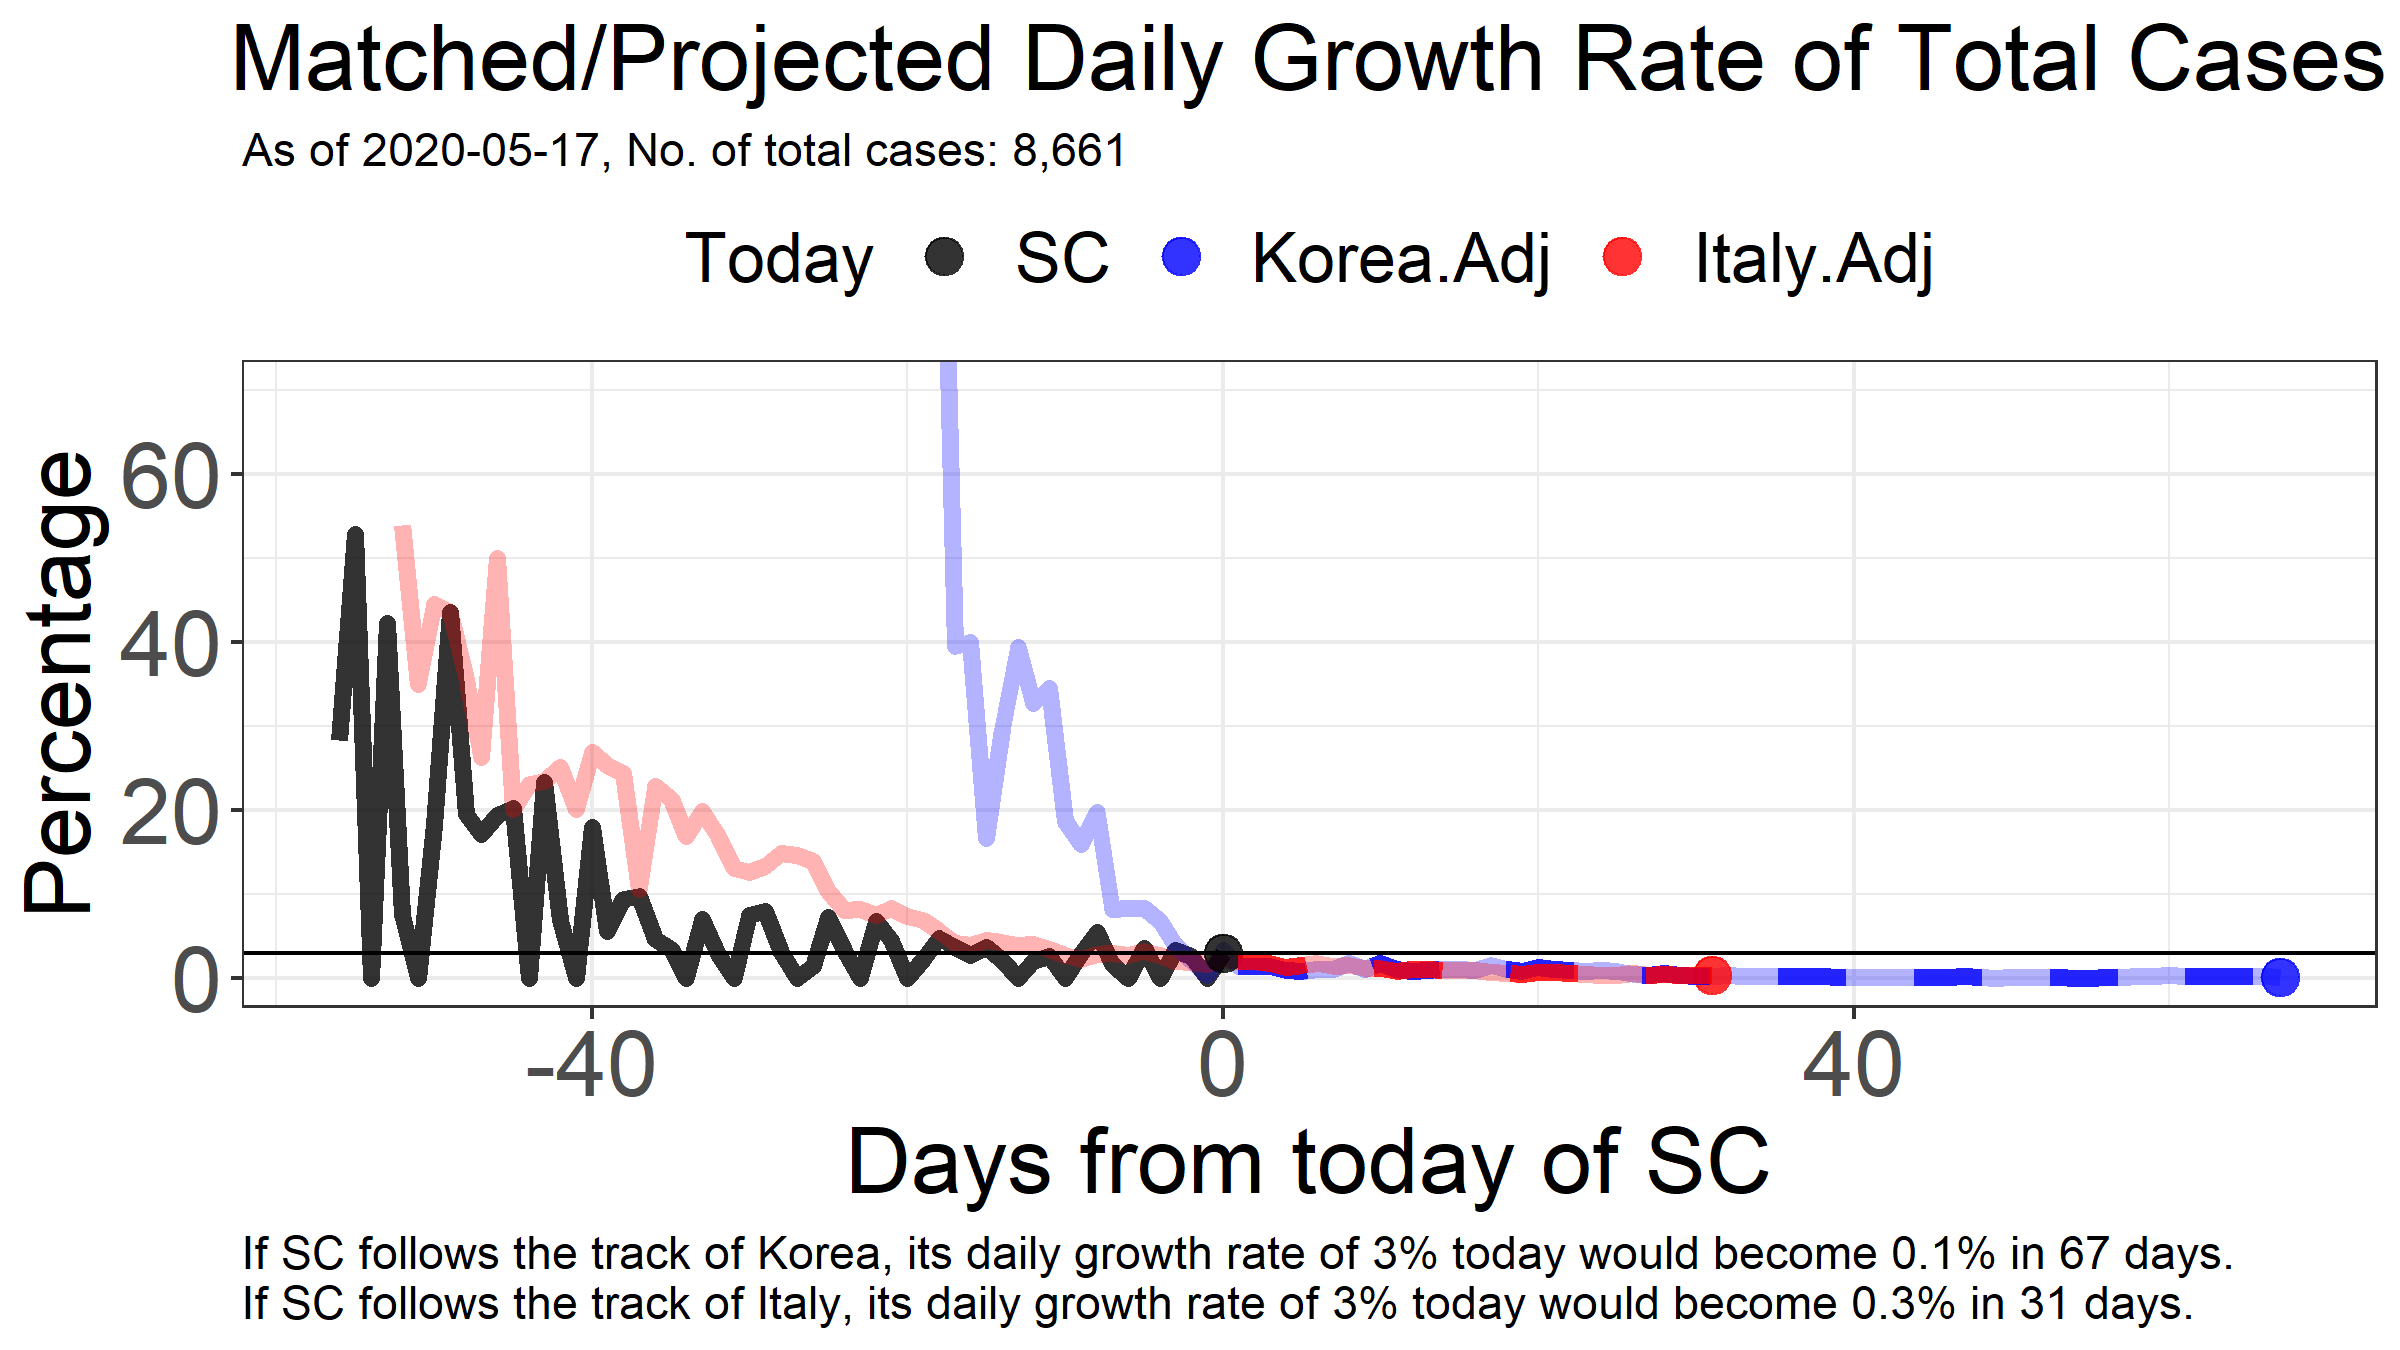 Matched/Projected Daily Growth Rate of Total Cases
As of 2020-05-17, No. of total cases: 8,661
Today SC Korea.Adj Italy.Adj
Percentage
60
40
20
0
-40 0 40
Days from today of SC
If SC follows the track of Korea, its daily growth rate of 3% today would become 0.1% in 67 days.
If SC follows the track of Italy, its daily growth rate of 3% today would become 0.3% in 31 days.